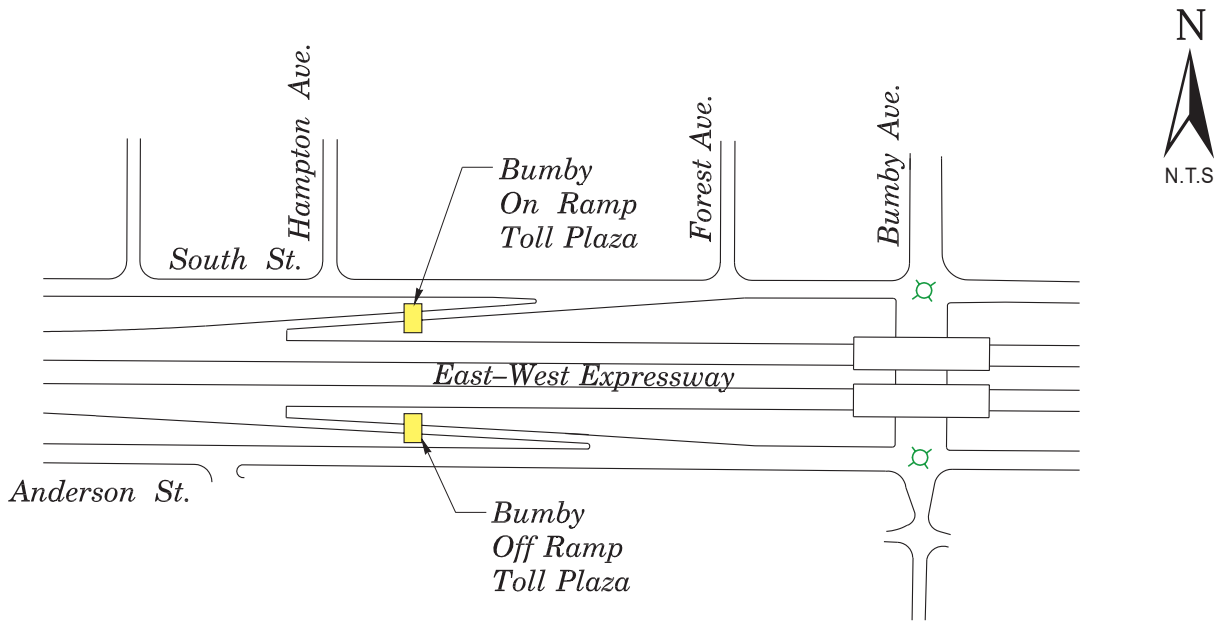 N
N.T.S
Hampton Ave.
Forest Ave.
Bumby Ave.
Bumby
On Ramp
Toll Plaza
South St.
East–West Expressway
Anderson St.
Bumby
Off Ramp
Toll Plaza